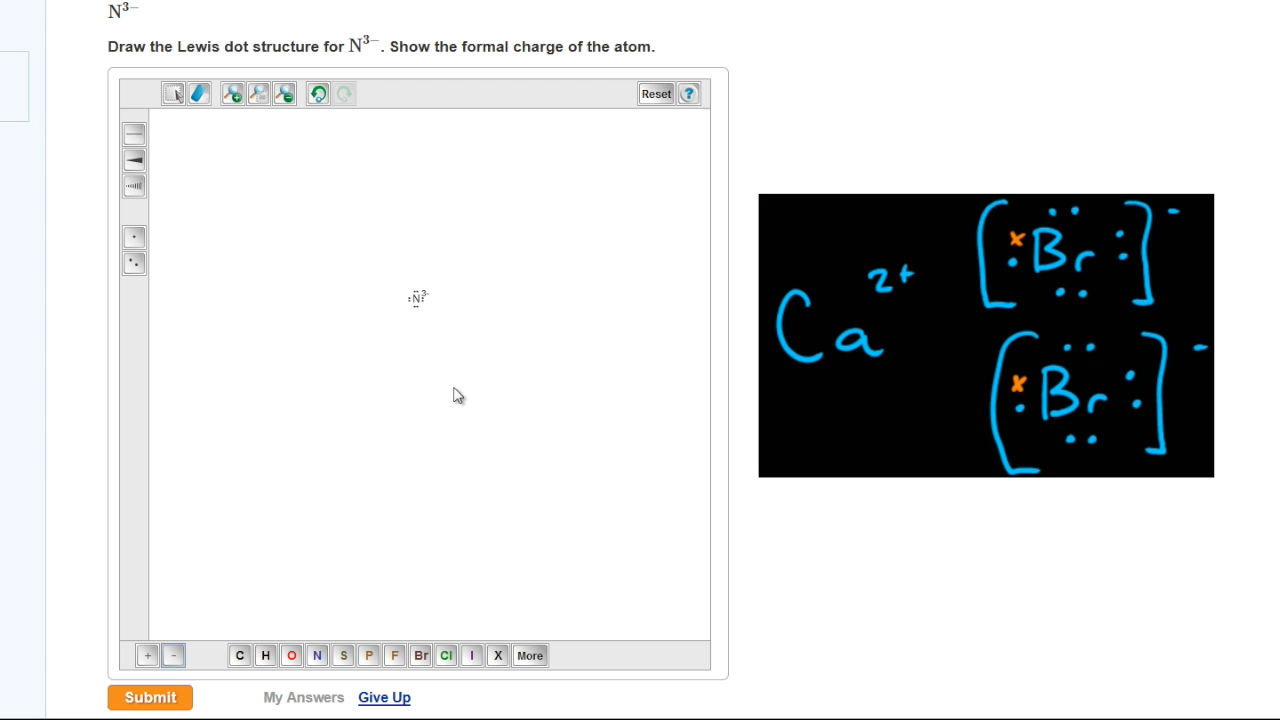 N³⁻
Draw the Lewis dot structure for N³⁻. Show the formal charge of the atom.
Reset ?
:N: 3-
Ca²⁺
[Br]⁻
[Br]⁻
+ - C H O N S P F Br Cl I X More
Submit My Answers Give Up